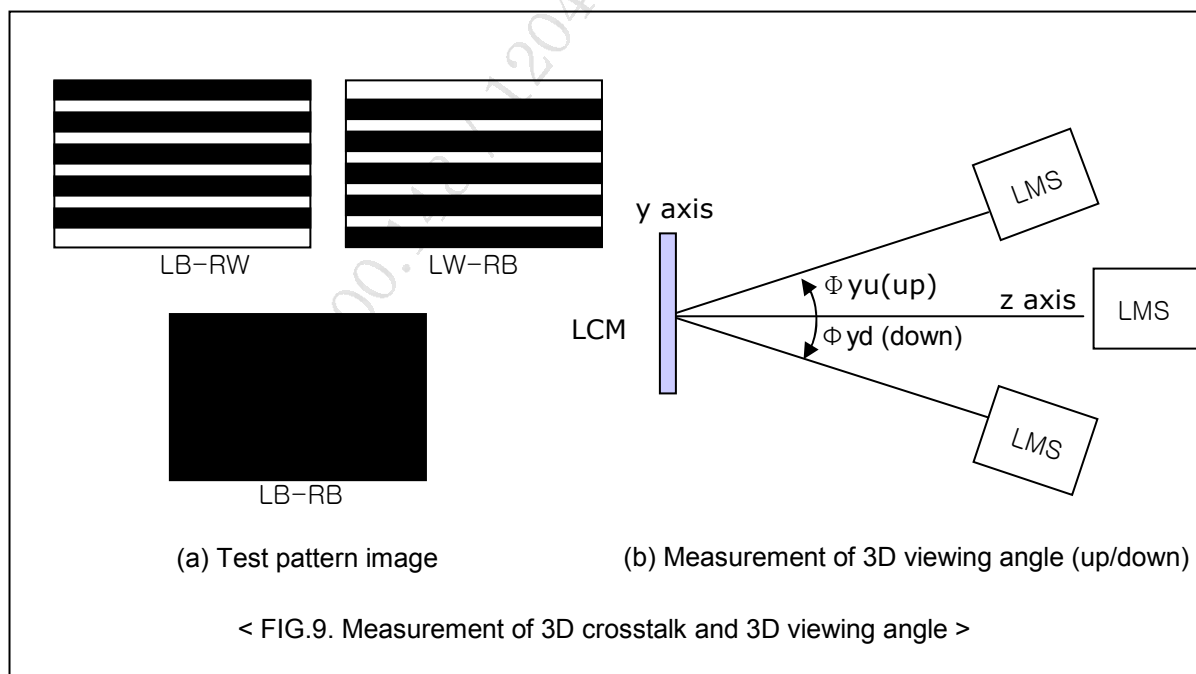 LB-RW
LW-RB
LB-RB
(a) Test pattern image
y axis
LCM
Φ yu(up)
z axis
Φ yd (down)
LMS
LMS
LMS
(b) Measurement of 3D viewing angle (up/down)
< FIG.9. Measurement of 3D crosstalk and 3D viewing angle >